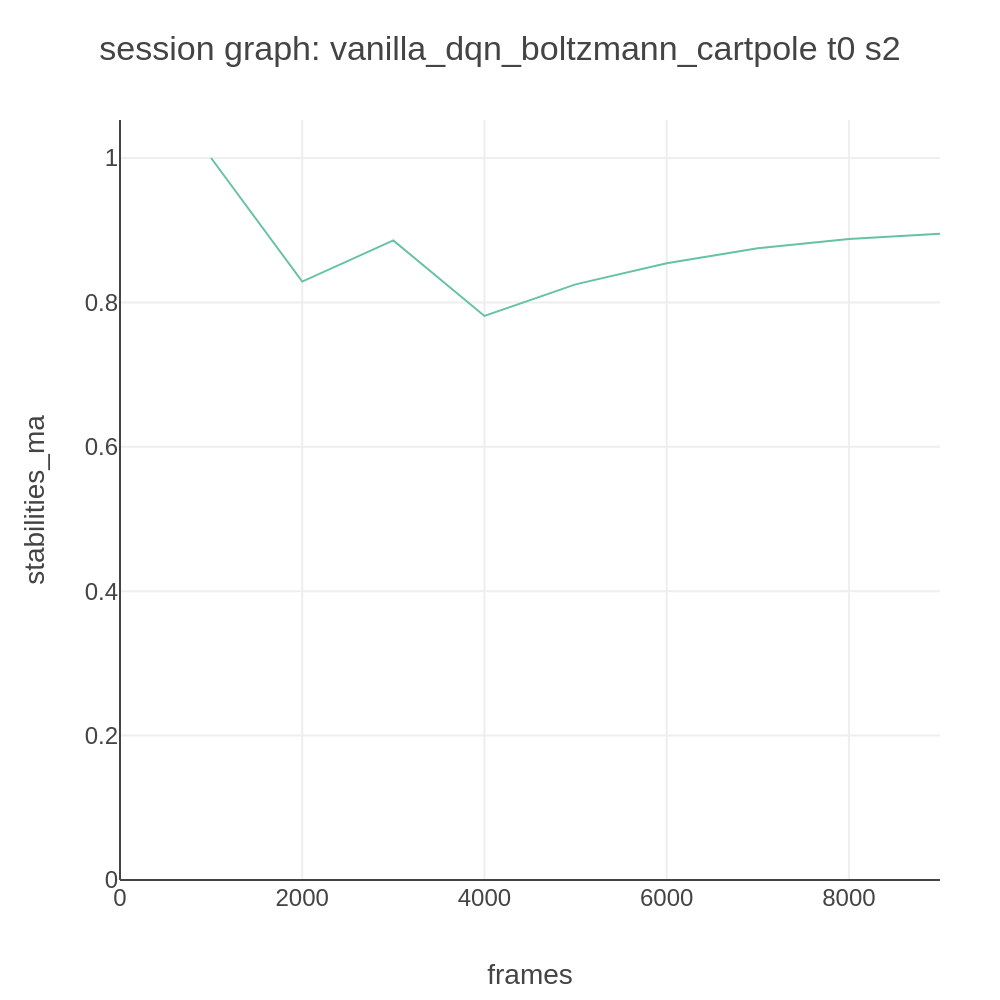 session graph: vanilla_dqn_boltzmann_cartpole t0 s2
1
0.8
0.6
0.4
0.2
0
stabilities_ma
0 2000 4000 6000 8000
frames